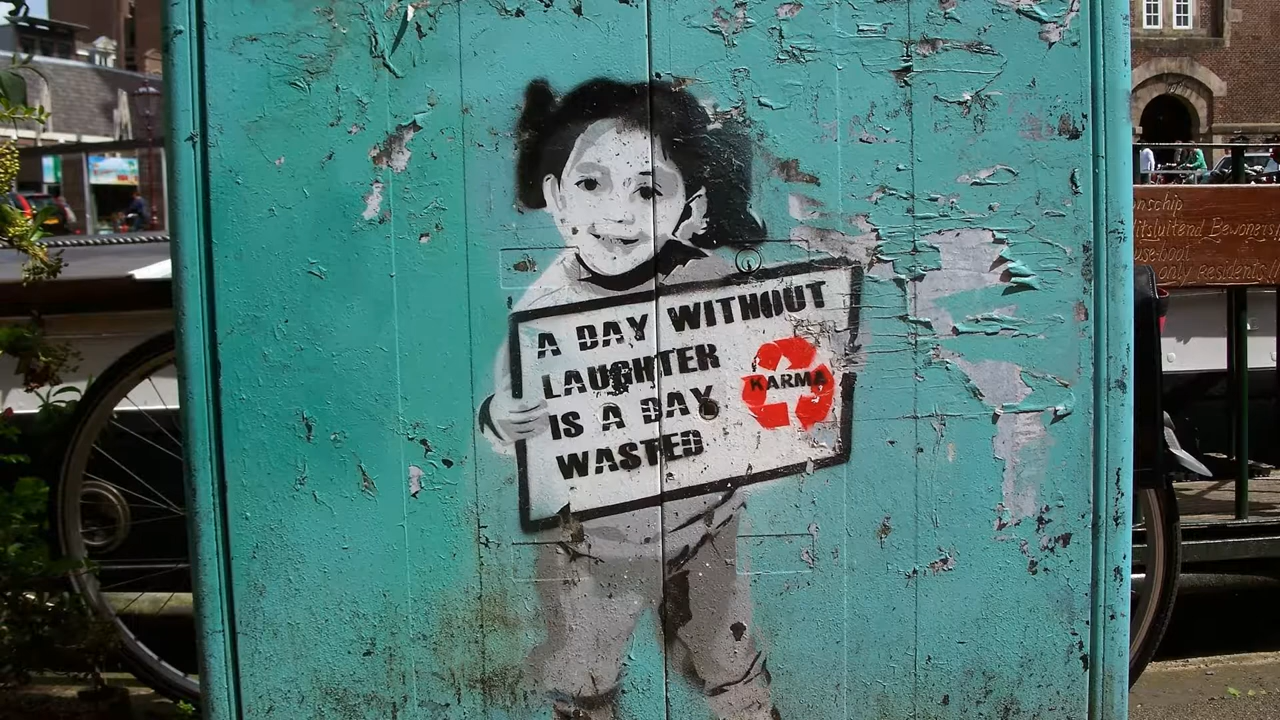 A DAY WITHOUT
LAUGHTER
IS A DAY
WASTED
KARMA
only residents